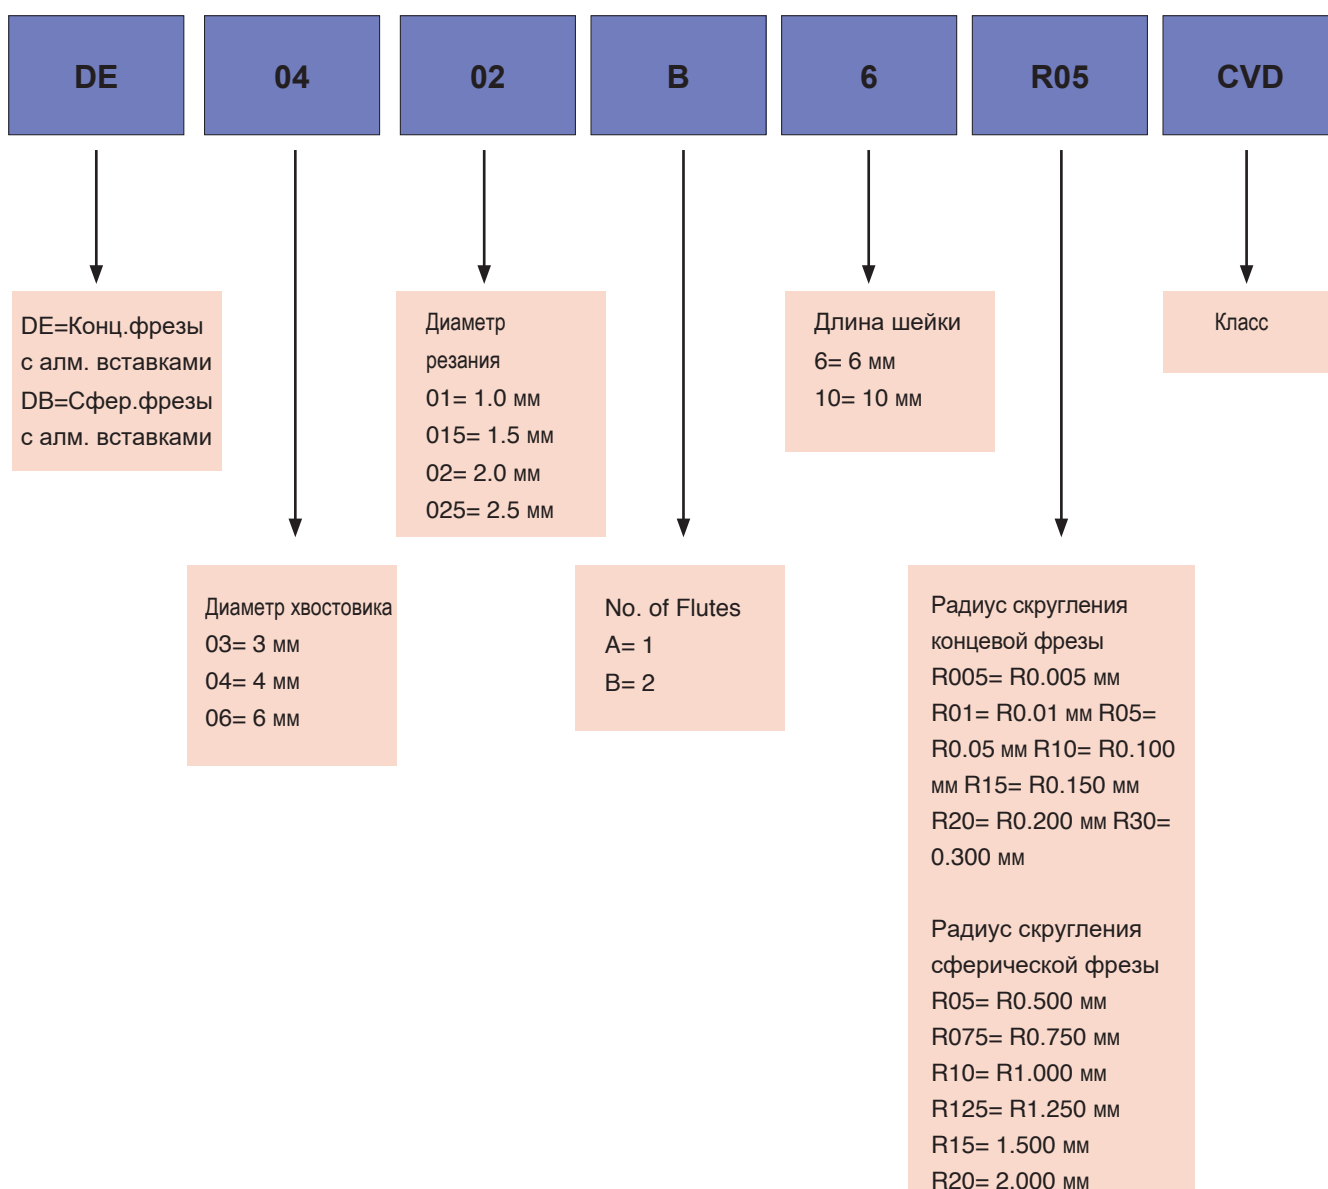 DE 04 02 B 6 R05 CVD
DE=Конц.фрезы
с алм. вставками
DB=Сфер.фрезы
с алм. вставками
Диаметр
резания
01= 1.0 мм
015= 1.5 мм
02= 2.0 мм
025= 2.5 мм
Длина шейки
6= 6 мм
10= 10 мм
Класс
Диаметр хвостовика
03= 3 мм
04= 4 мм
06= 6 мм
No. of Flutes
A= 1
B= 2
Радиус скругления
концевой фрезы
R005= R0.005 мм
R01= R0.01 мм R05=
R0.05 мм R10= R0.100
мм R15= R0.150 мм
R20= R0.200 мм R30=
0.300 мм
Радиус скругления
сферической фрезы
R05= R0.500 мм
R075= R0.750 мм
R10= R1.000 мм
R125= R1.250 мм
R15= 1.500 мм
R20= 2.000 мм